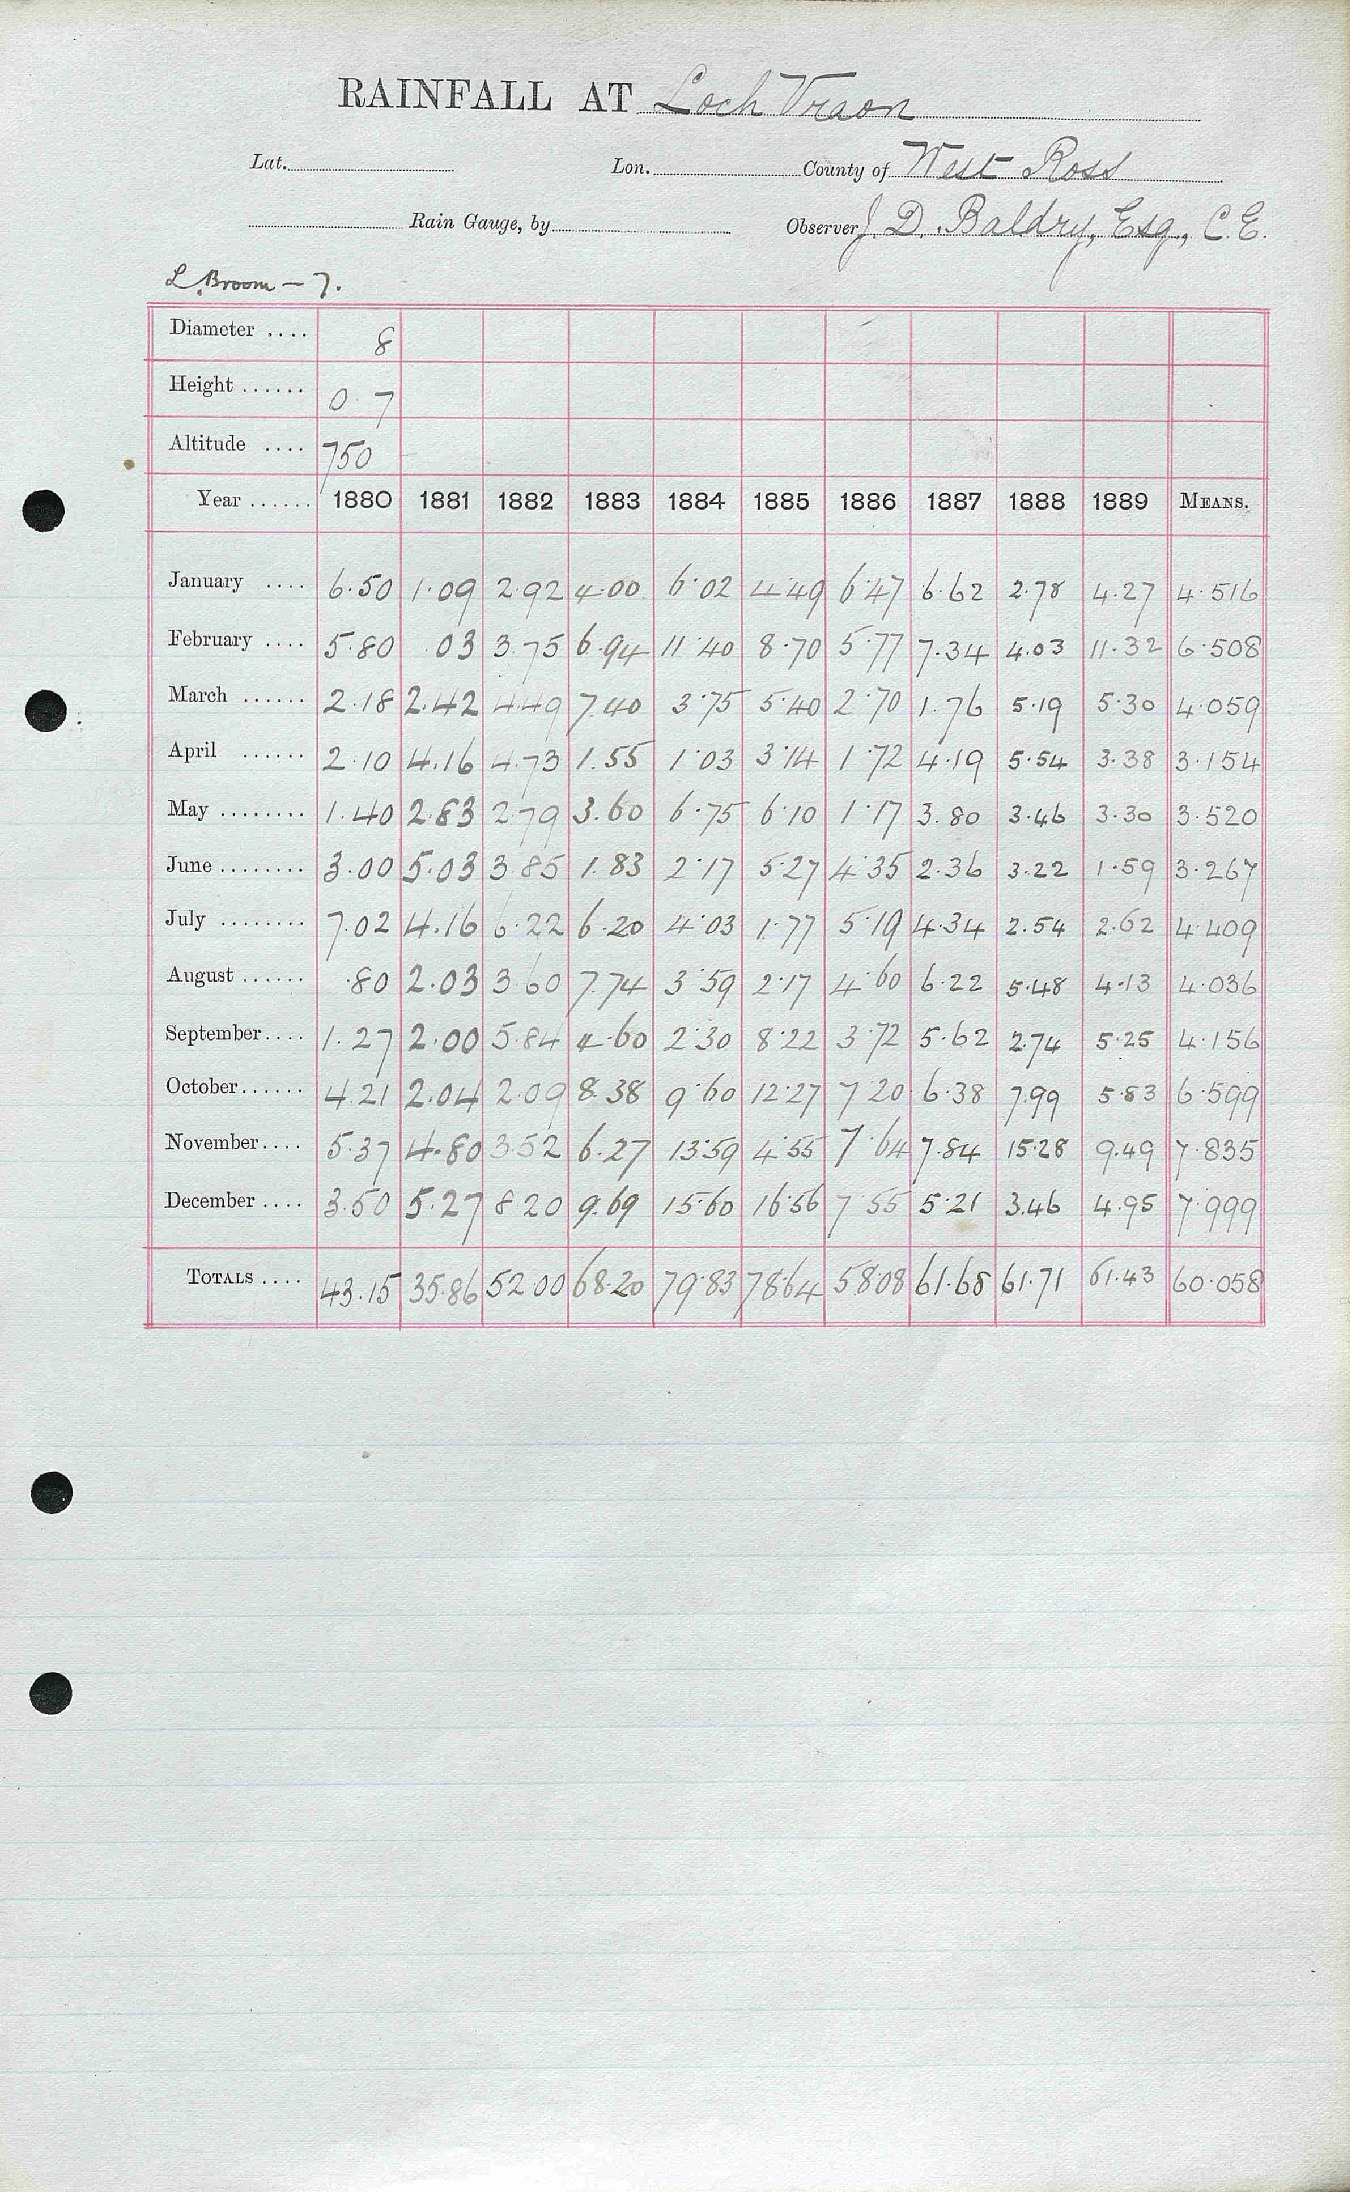 RAINFALL AT Loch Vraon
Lat. Lon. County of West Ross
Rain Gauge, by Observer J. D. Baldry, Esq., C.E.
L. Broom – 7.
Diameter .... 8
Height ...... 0 . 7
Altitude .... 750
Year ...... 1880 1881 1882 1883 1884 1885 1886 1887 1888 1889 MEANS.
January .... 6.50 1.09 2.92 4.00 6.02 4.49 6.47 6.62 2.78 4.27 4.516
February .... 5.80 .03 3.75 6.94 11.40 8.70 5.77 7.34 4.03 11.32 6.508
March ...... 2.18 2.42 4.49 7.40 3.75 5.40 2.70 1.76 5.19 5.30 4.059
April ...... 2.10 4.16 4.73 1.55 1.03 3.14 1.72 4.19 5.54 3.38 3.154
May ........ 1.40 2.83 2.79 3.60 6.75 6.10 1.17 3.80 3.46 3.30 3.520
June ........ 3.00 5.03 3.85 1.83 2.17 5.27 4.35 2.36 3.22 1.59 3.267
July ........ 7.02 4.16 6.22 6.20 4.03 1.77 5.19 4.34 2.54 2.62 4.409
August ...... .80 2.03 3.60 7.74 3.59 2.17 4.60 6.22 5.48 4.13 4.036
September .... 1.27 2.00 5.84 4.60 2.30 8.22 3.72 5.62 2.74 5.25 4.156
October ...... 4.21 2.04 2.09 8.38 9.60 12.27 7.20 6.38 7.99 5.83 6.599
November .... 5.37 4.80 3.52 6.27 13.59 4.55 7.64 7.84 15.28 9.49 7.835
December .... 3.50 5.27 8.20 9.69 15.60 16.56 7.55 5.21 3.46 4.95 7.999
TOTALS .... 43.15 35.86 52.00 68.20 79.83 78.64 58.08 61.68 61.71 61.43 60.058